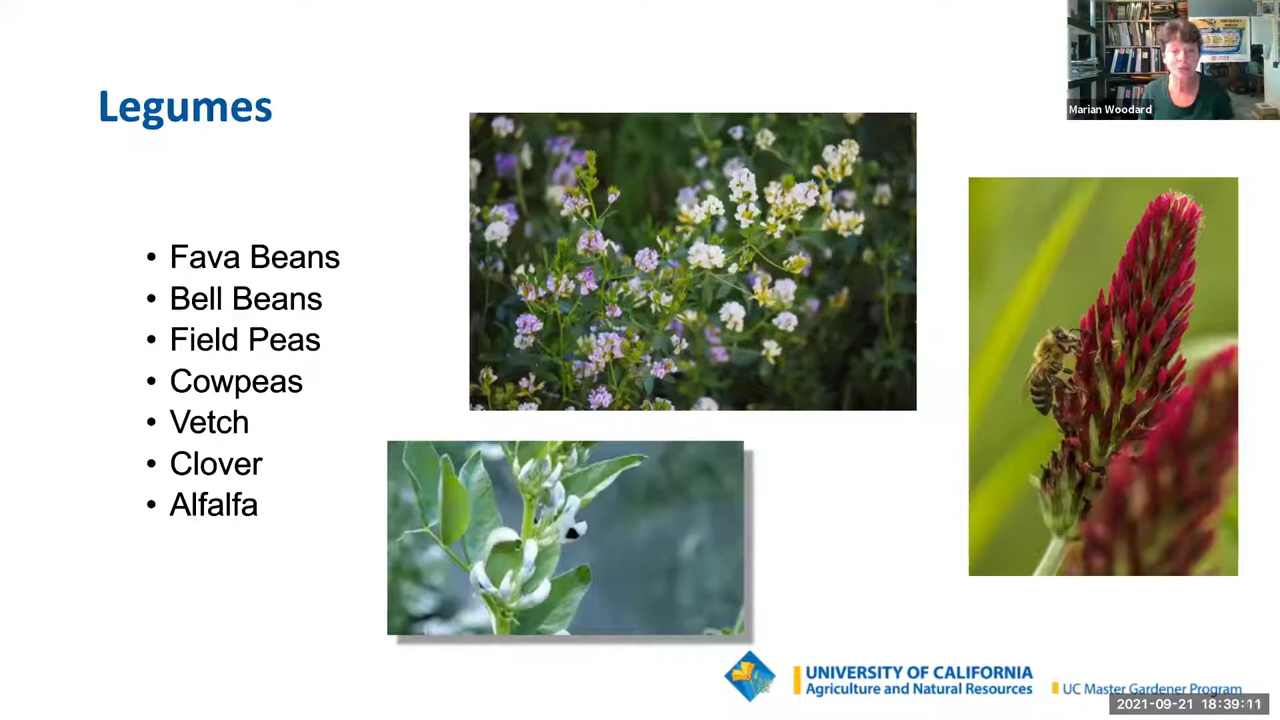 Legumes
Marian Woodard
• Fava Beans
• Bell Beans
• Field Peas
• Cowpeas
• Vetch
• Clover
• Alfalfa
UNIVERSITY OF CALIFORNIA
Agriculture and Natural Resources
UC Master Gardener Program
2021-09-21 18:39:11